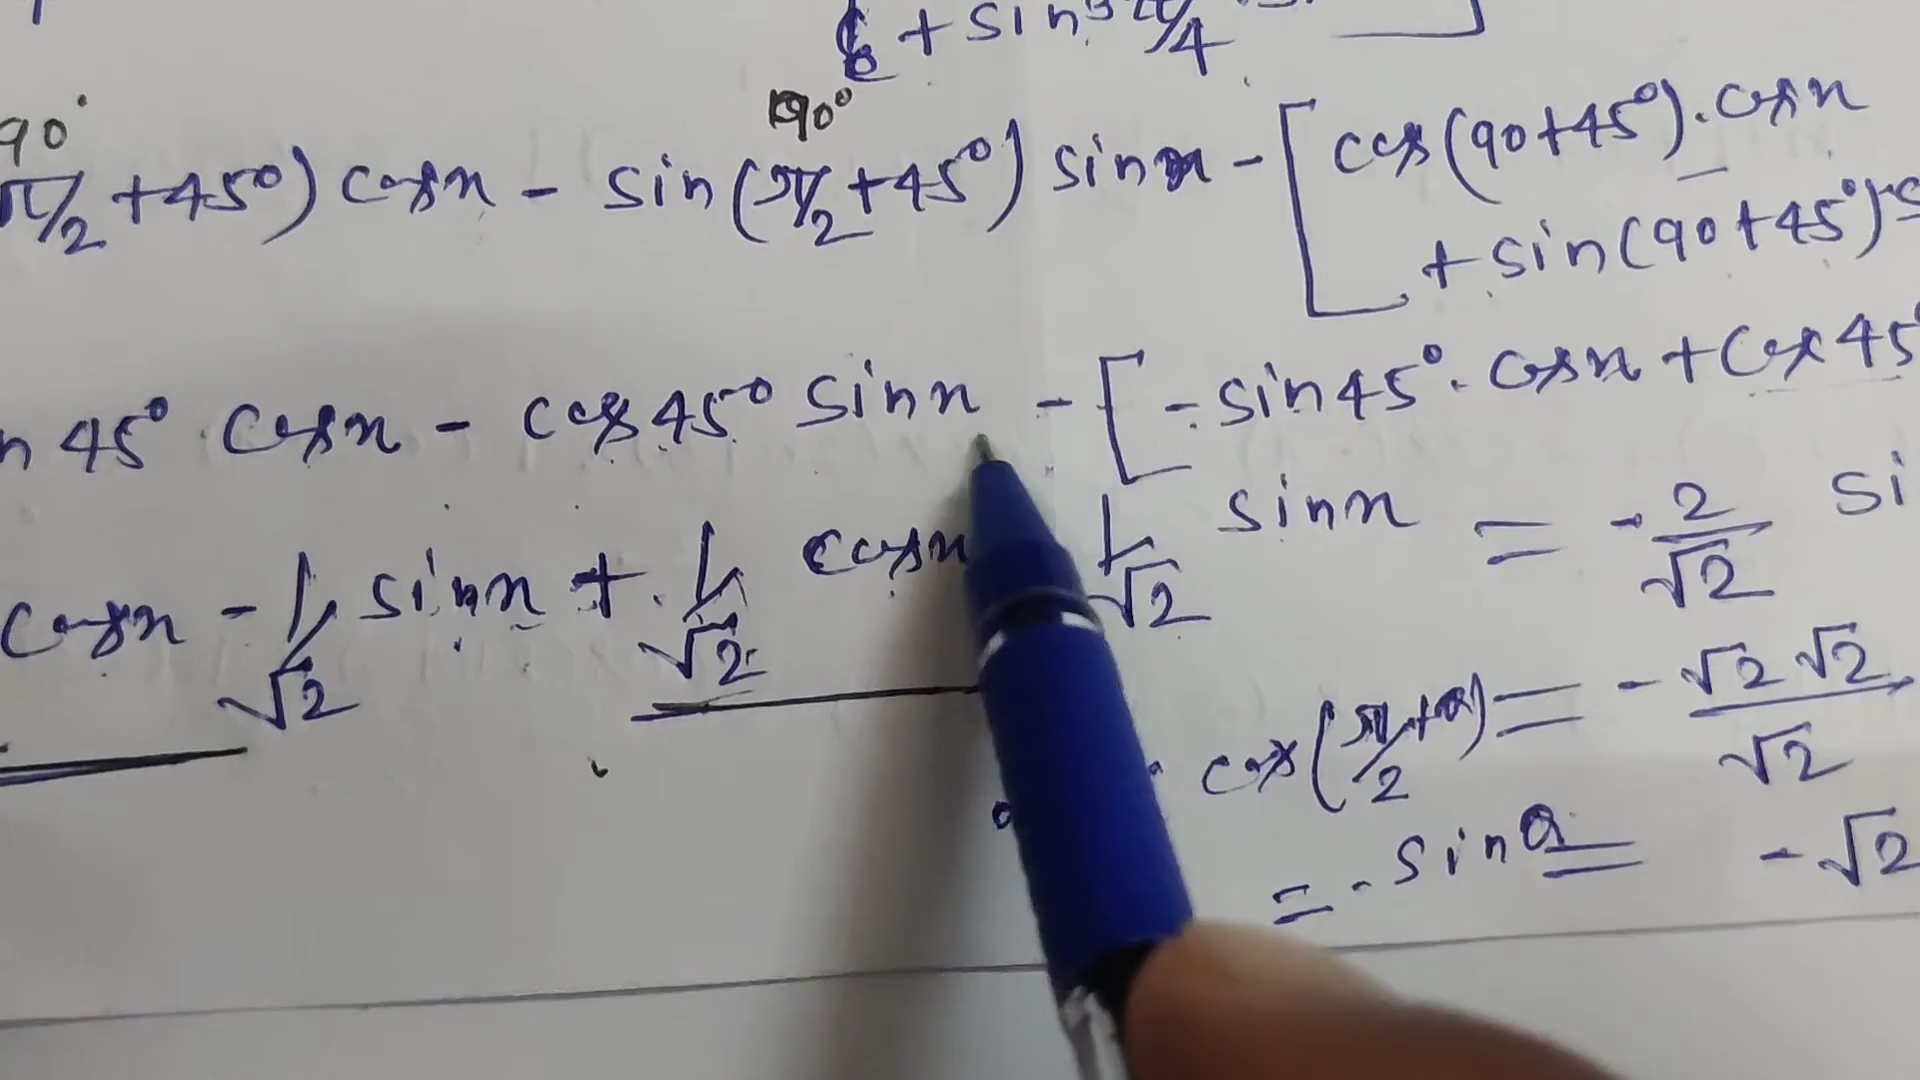 + sin 3π/4
90°
90°
π/2 + 45°) cos x - sin(π/2 + 45°) sin x - [cos(90+45°). cos x
+ sin(90+45°)
n 45° cos x - cos 45° sin x - [- sin 45°. cos x + cos 45°
cos x - 1/√2 sin x + 1/√2 cos x 1/√2 sin x = - 2/√2 Si
cos(π/2 + θ) = - √2 √2 / √2
= - sin θ = - √2